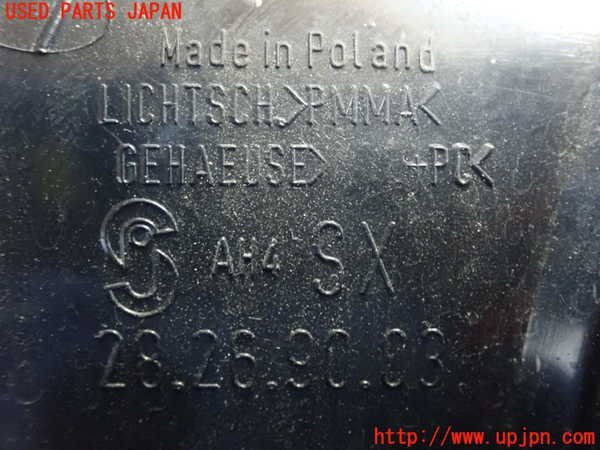 USED PARTS JAPAN
Made in Poland
LICHTSCH.>PMMA<
GEHAEUSE> +PC<
AH4 SX
28.26.90.83
http://www.upjpn.com/